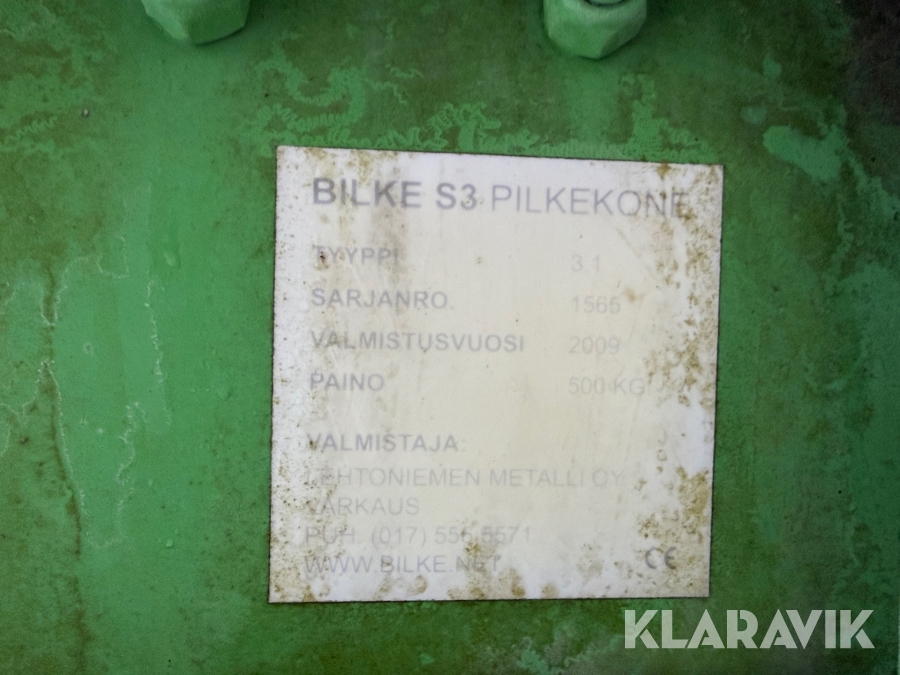 BILKE S3 PILKEKONE
TYYPPI 3.1
SARJANRO. 1565
VALMISTUSVUOSI 2009
PAINO 500 KG
VALMISTAJA:
LEHTONIEMEN METALLI OY
VARKAUS
PUH. (017) 556 5571
WWW.BILKE.NET
CE
KLARAVIK